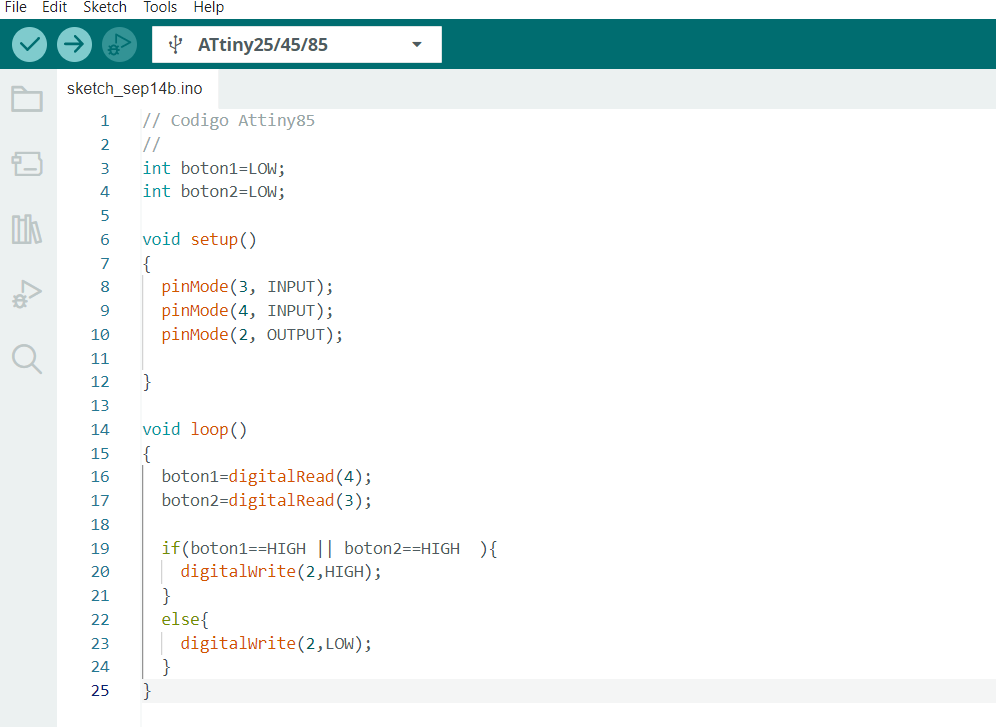 File Edit Sketch Tools Help
ATtiny25/45/85
sketch_sep14b.ino
1 // Codigo Attiny85
2 //
3 int boton1=LOW;
4 int boton2=LOW;
5
6 void setup()
7 {
8 pinMode(3, INPUT);
9 pinMode(4, INPUT);
10 pinMode(2, OUTPUT);
11
12 }
13
14 void loop()
15 {
16 boton1=digitalRead(4);
17 boton2=digitalRead(3);
18
19 if(boton1==HIGH || boton2==HIGH  ){
20 digitalWrite(2,HIGH);
21 }
22 else{
23 digitalWrite(2,LOW);
24 }
25 }